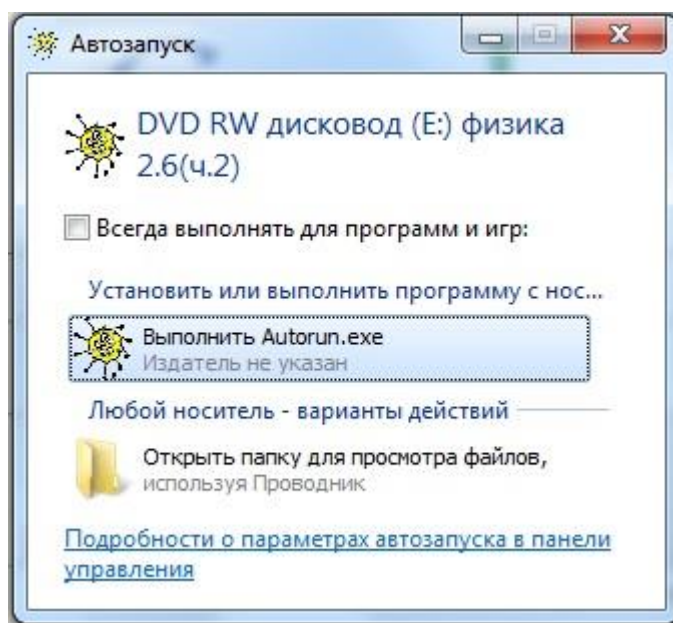 Автозапуск
DVD RW дисковод (E:) физика
2.6(ч.2)
Всегда выполнять для программ и игр:
Установить или выполнить программу с нос...
Выполнить Autorun.exe
Издатель не указан
Любой носитель - варианты действий
Открыть папку для просмотра файлов,
используя Проводник
Подробности о параметрах автозапуска в панели
управления